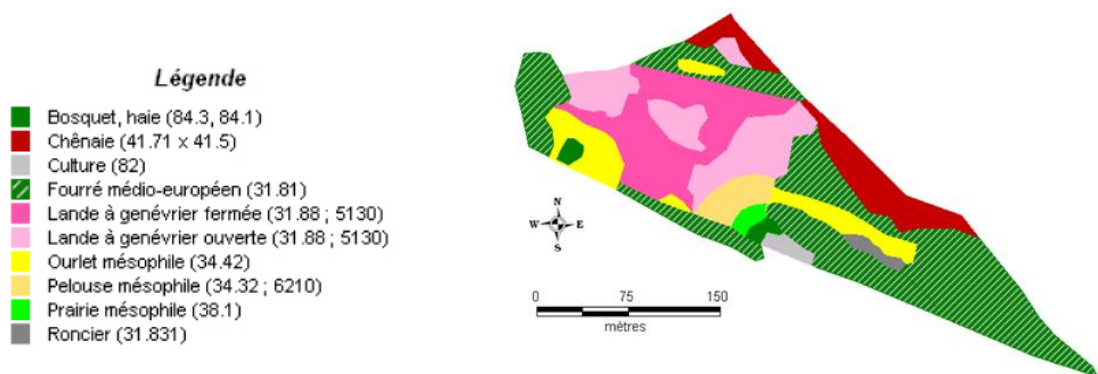 Légende
Bosquet, haie (84.3, 84.1)
Chênaie (41.71 x 41.5)
Culture (82)
Fourré médio-européen (31.81)
Lande à genévrier fermée (31.88 ; 5130)
Lande à genévrier ouverte (31.88 ; 5130)
Ourlet mésophile (34.42)
Pelouse mésophile (34.32 ; 6210)
Prairie mésophile (38.1)
Roncier (31.831)
N
W E
S
0 75 150
mètres